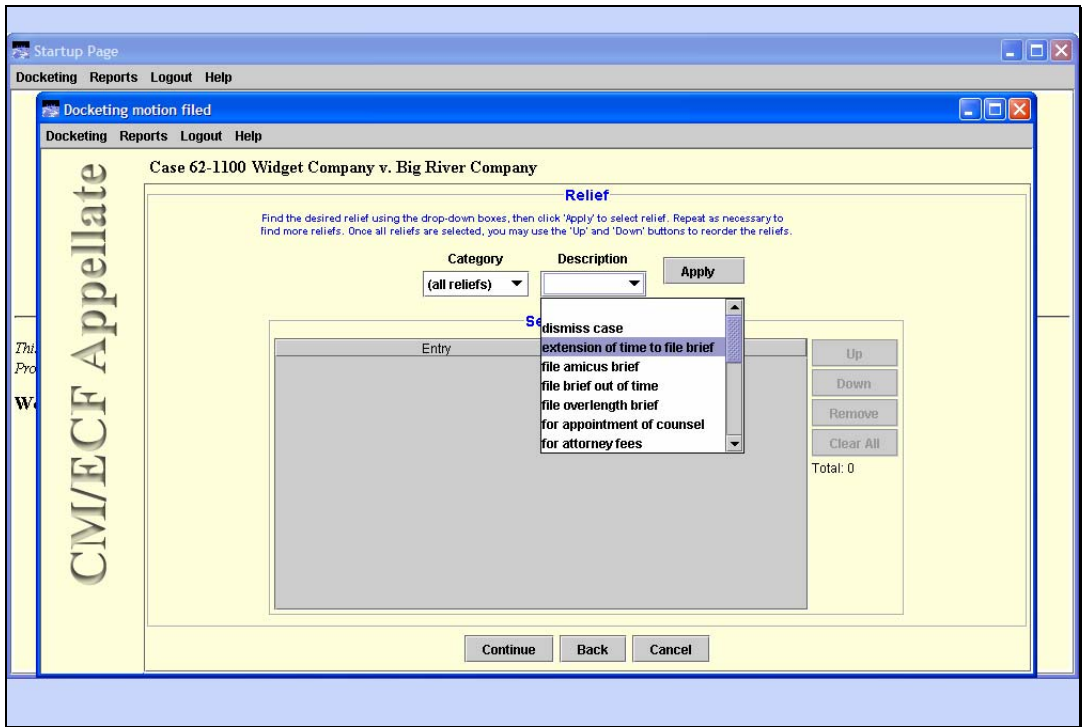 Startup Page
Docketing Reports Logout Help
Docketing motion filed
Docketing Reports Logout Help
CM/ECF Appellate
Case 62-1100 Widget Company v. Big River Company
Relief
Find the desired relief using the drop-down boxes, then click 'Apply' to select relief. Repeat as necessary to
find more reliefs. Once all reliefs are selected, you may use the 'Up' and 'Down' buttons to reorder the reliefs.
Category Description
(all reliefs) Apply
Se
dismiss case
Entry extension of time to file brief
file amicus brief
file brief out of time
file overlength brief
for appointment of counsel
for attorney fees
Up
Down
Remove
Clear All
Total: 0
Thi
Pro
We
Continue Back Cancel